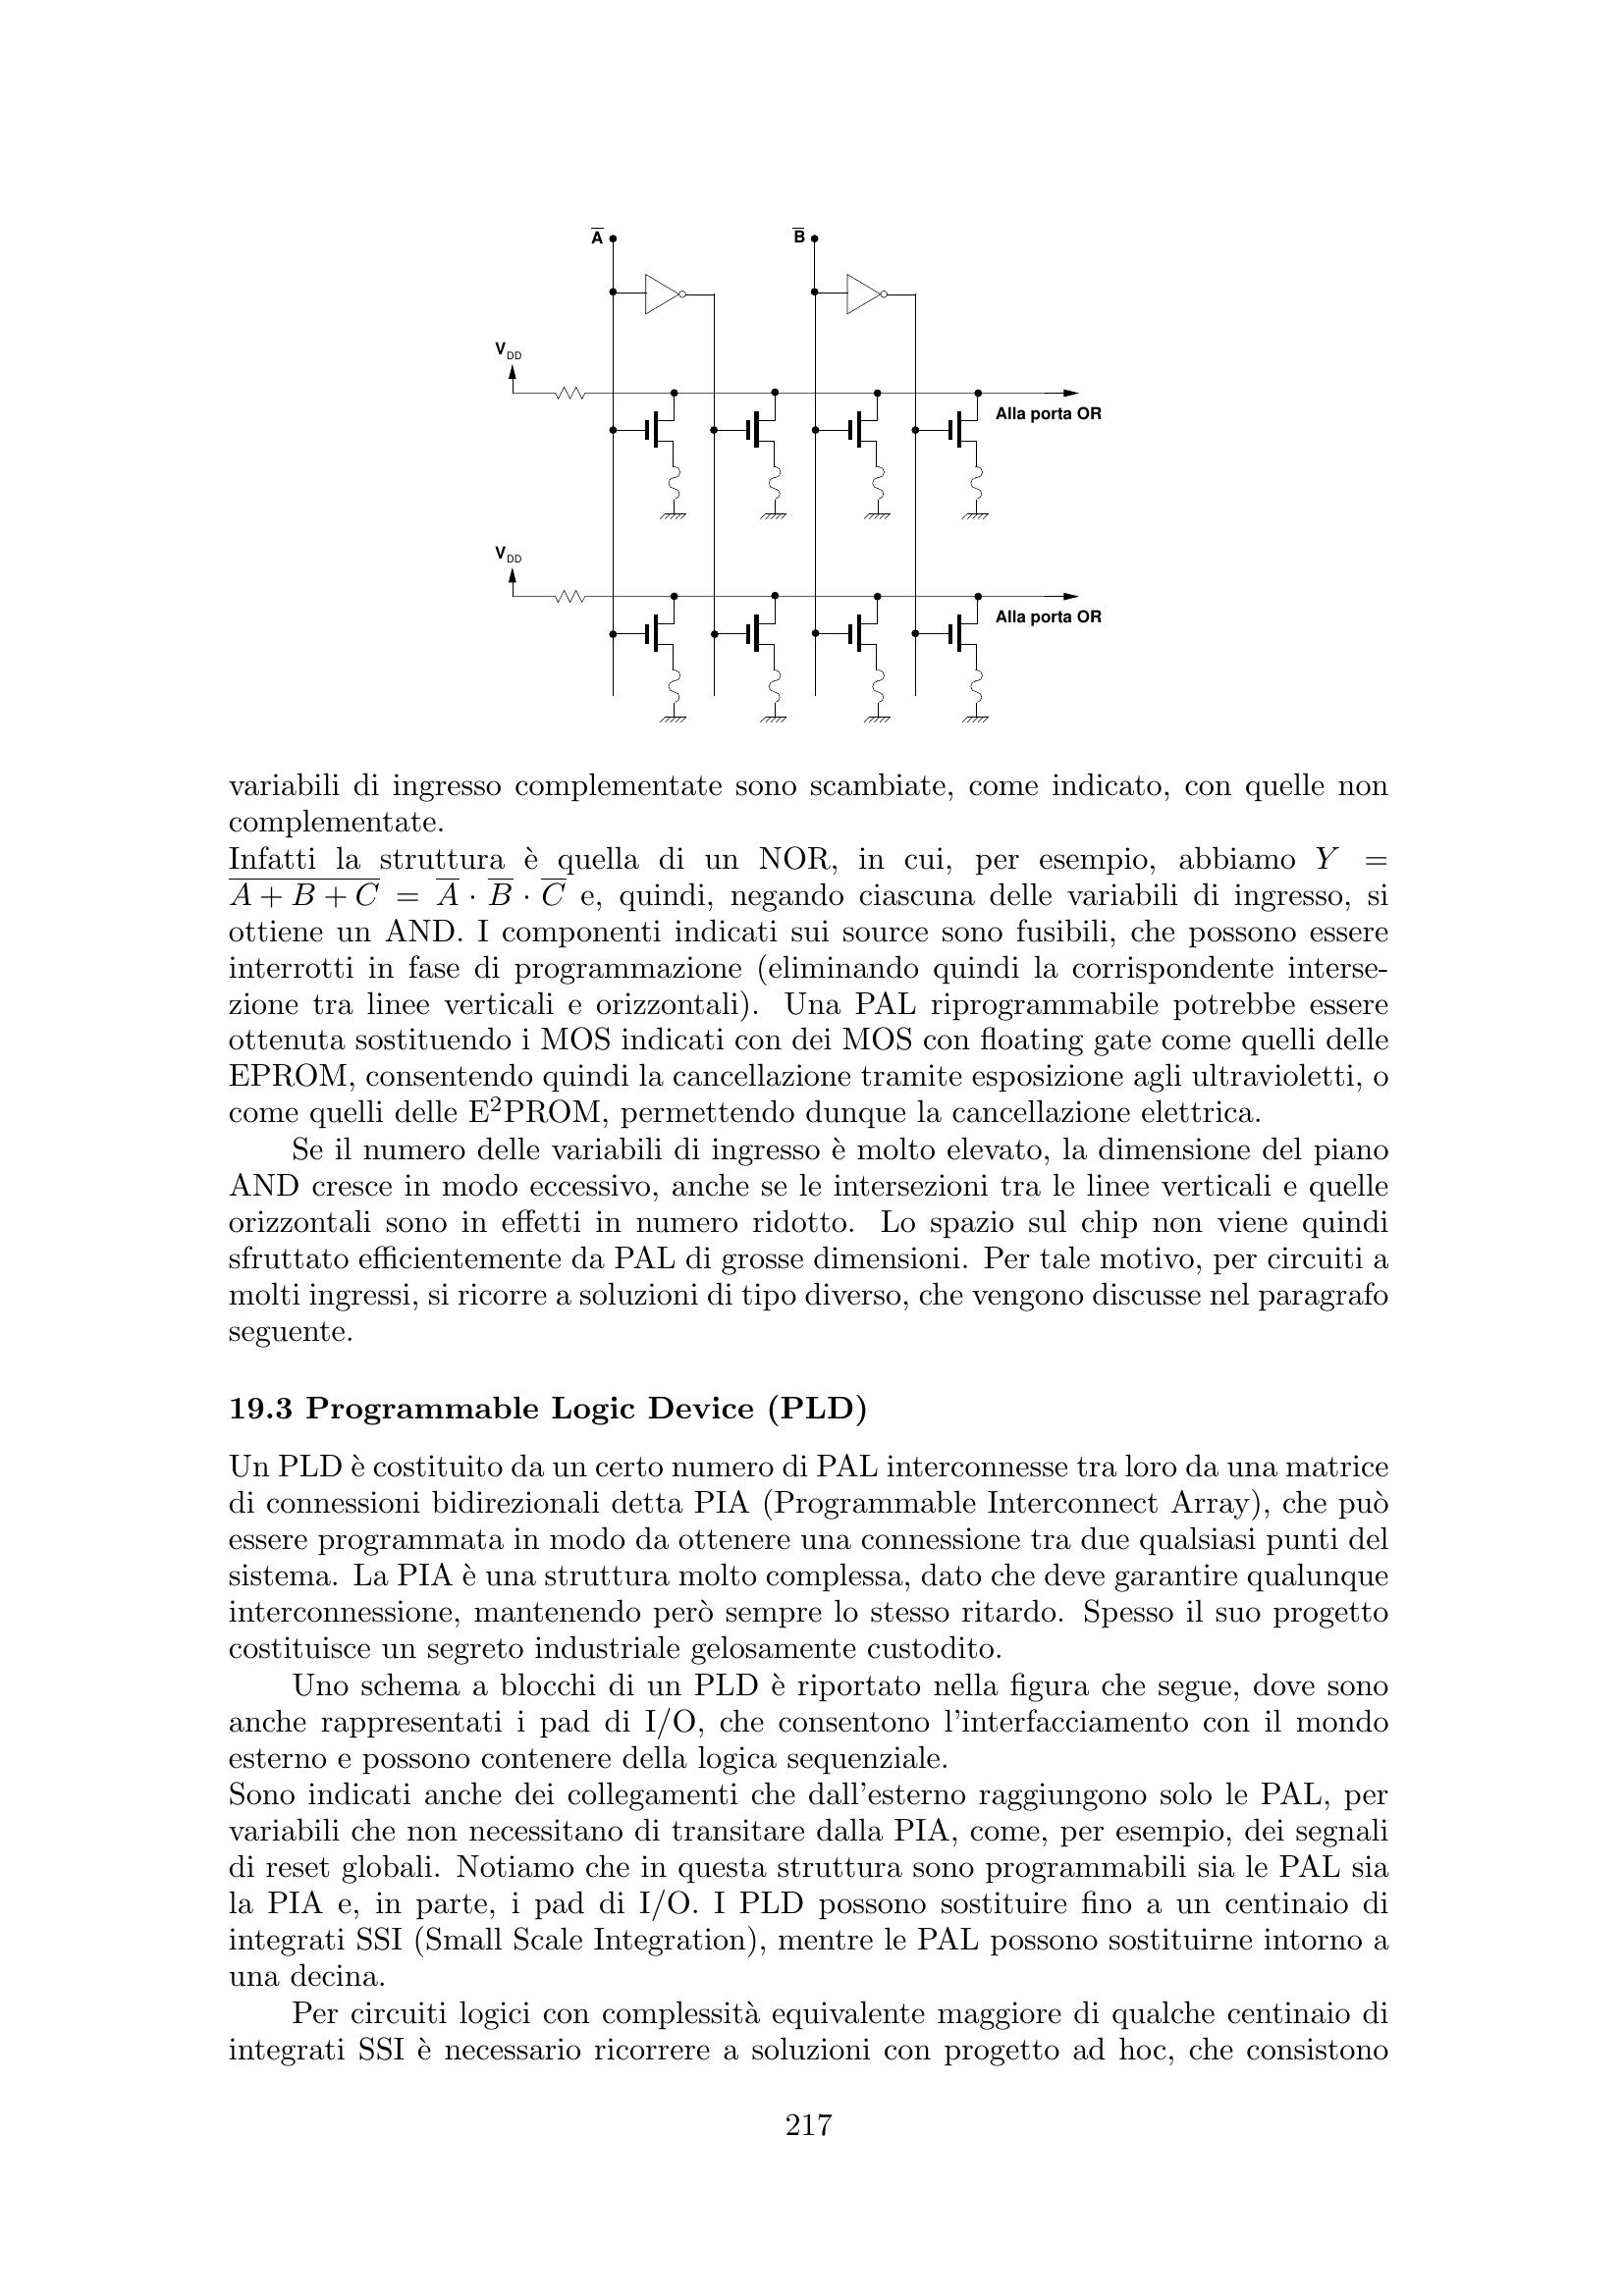 A̅ B̅
V_DD
Alla porta OR
V_DD
Alla porta OR
variabili di ingresso complementate sono scambiate, come indicato, con quelle non
complementate.
Infatti la struttura è quella di un NOR, in cui, per esempio, abbiamo $Y =$
$\overline{A + B + C} = \overline{A} \cdot \overline{B} \cdot \overline{C}$ e, quindi, negando ciascuna delle variabili di ingresso, si
ottiene un AND. I componenti indicati sui source sono fusibili, che possono essere
interrotti in fase di programmazione (eliminando quindi la corrispondente interse-
zione tra linee verticali e orizzontali). Una PAL riprogrammabile potrebbe essere
ottenuta sostituendo i MOS indicati con dei MOS con floating gate come quelli delle
EPROM, consentendo quindi la cancellazione tramite esposizione agli ultravioletti, o
come quelli delle E²PROM, permettendo dunque la cancellazione elettrica.
Se il numero delle variabili di ingresso è molto elevato, la dimensione del piano
AND cresce in modo eccessivo, anche se le intersezioni tra le linee verticali e quelle
orizzontali sono in effetti in numero ridotto. Lo spazio sul chip non viene quindi
sfruttato efficientemente da PAL di grosse dimensioni. Per tale motivo, per circuiti a
molti ingressi, si ricorre a soluzioni di tipo diverso, che vengono discusse nel paragrafo
seguente.
19.3 Programmable Logic Device (PLD)
Un PLD è costituito da un certo numero di PAL interconnesse tra loro da una matrice
di connessioni bidirezionali detta PIA (Programmable Interconnect Array), che può
essere programmata in modo da ottenere una connessione tra due qualsiasi punti del
sistema. La PIA è una struttura molto complessa, dato che deve garantire qualunque
interconnessione, mantenendo però sempre lo stesso ritardo. Spesso il suo progetto
costituisce un segreto industriale gelosamente custodito.
Uno schema a blocchi di un PLD è riportato nella figura che segue, dove sono
anche rappresentati i pad di I/O, che consentono l'interfacciamento con il mondo
esterno e possono contenere della logica sequenziale.
Sono indicati anche dei collegamenti che dall'esterno raggiungono solo le PAL, per
variabili che non necessitano di transitare dalla PIA, come, per esempio, dei segnali
di reset globali. Notiamo che in questa struttura sono programmabili sia le PAL sia
la PIA e, in parte, i pad di I/O. I PLD possono sostituire fino a un centinaio di
integrati SSI (Small Scale Integration), mentre le PAL possono sostituirne intorno a
una decina.
Per circuiti logici con complessità equivalente maggiore di qualche centinaio di
integrati SSI è necessario ricorrere a soluzioni con progetto ad hoc, che consistono
217